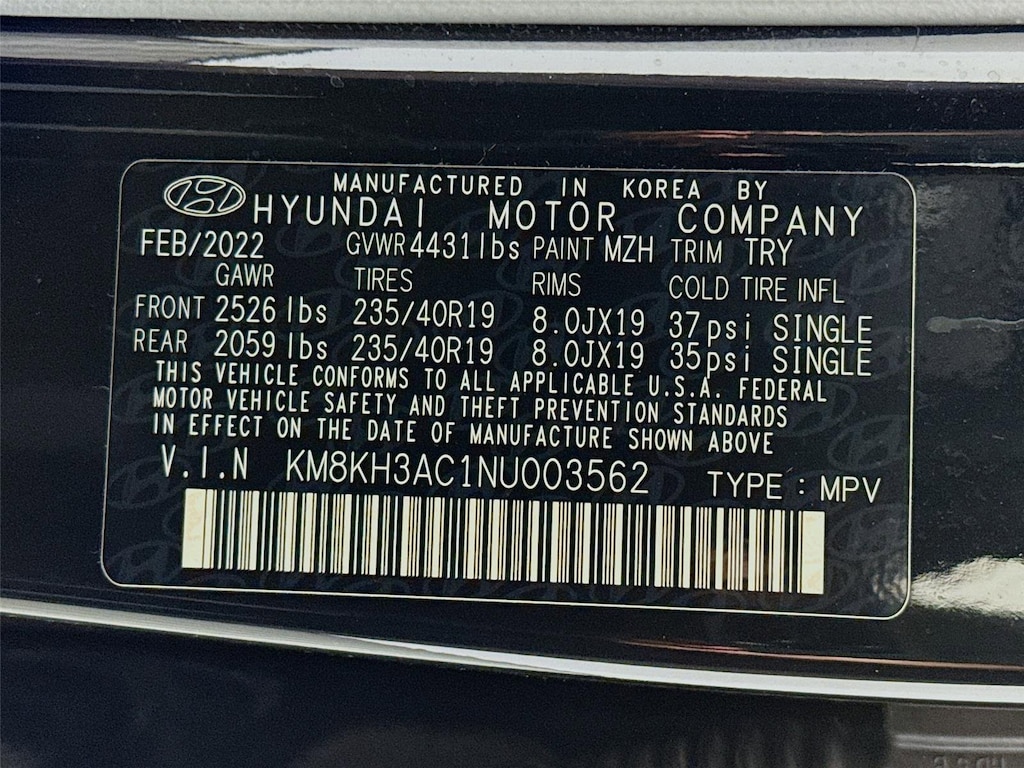 MANUFACTURED IN KOREA BY
HYUNDAI MOTOR COMPANY
FEB/2022 GVWR 4431 lbs PAINT MZH TRIM TRY
GAWR TIRES RIMS COLD TIRE INFL
FRONT 2526 lbs 235/40R19 8.0JX19 37psi SINGLE
REAR 2059 lbs 235/40R19 8.0JX19 35psi SINGLE
THIS VEHICLE CONFORMS TO ALL APPLICABLE U.S.A. FEDERAL
MOTOR VEHICLE SAFETY AND THEFT PREVENTION STANDARDS
IN EFFECT ON THE DATE OF MANUFACTURE SHOWN ABOVE
V.I.N KM8KH3AC1NU003562 TYPE : MPV